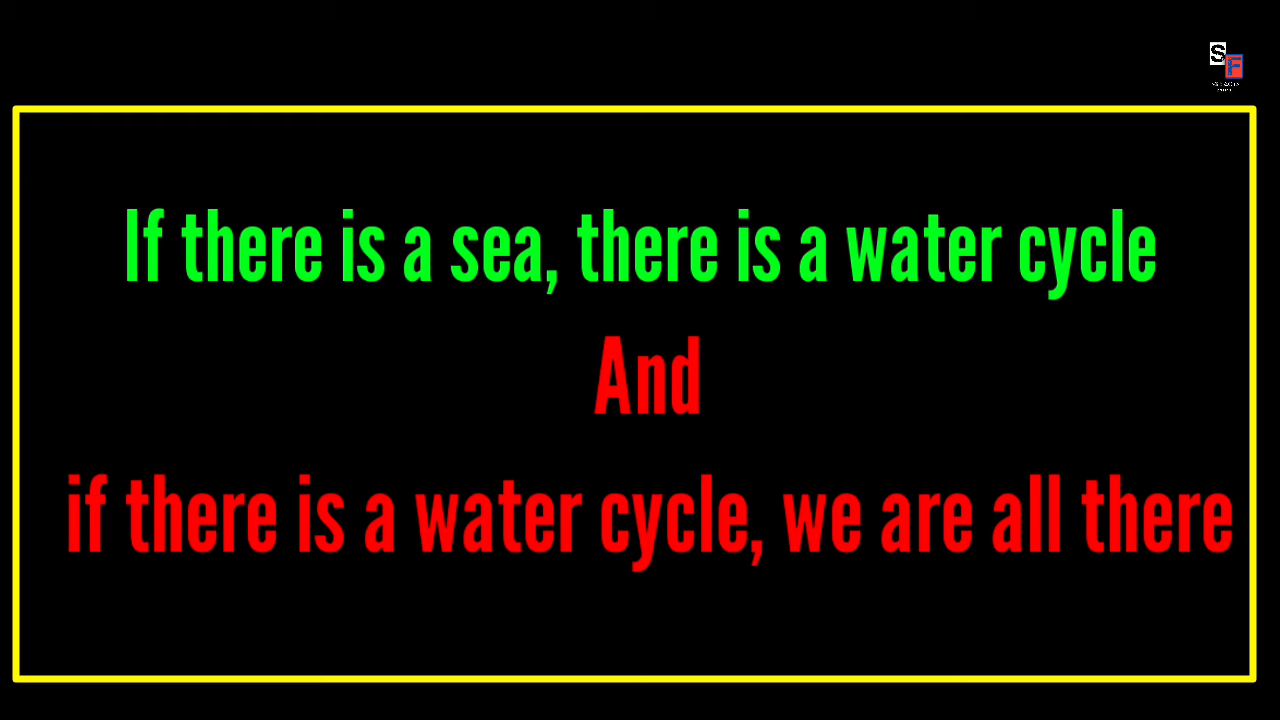 S
F
If there is a sea, there is a water cycle
And
if there is a water cycle, we are all there